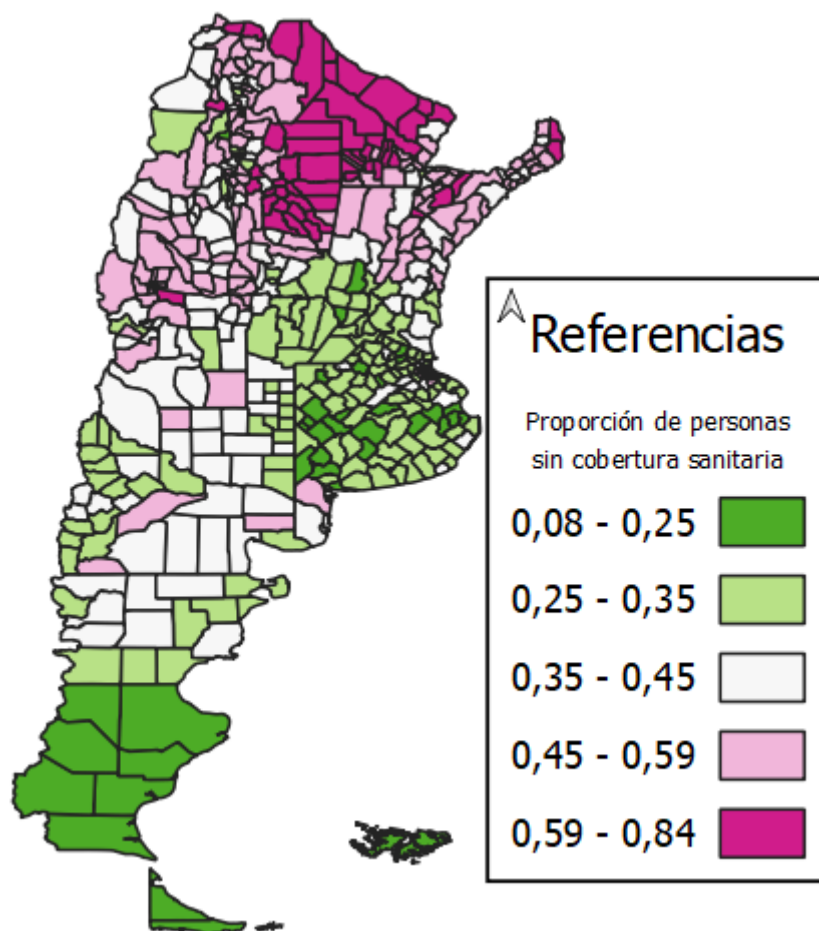 Referencias
Proporción de personas
sin cobertura sanitaria
0,08 - 0,25
0,25 - 0,35
0,35 - 0,45
0,45 - 0,59
0,59 - 0,84